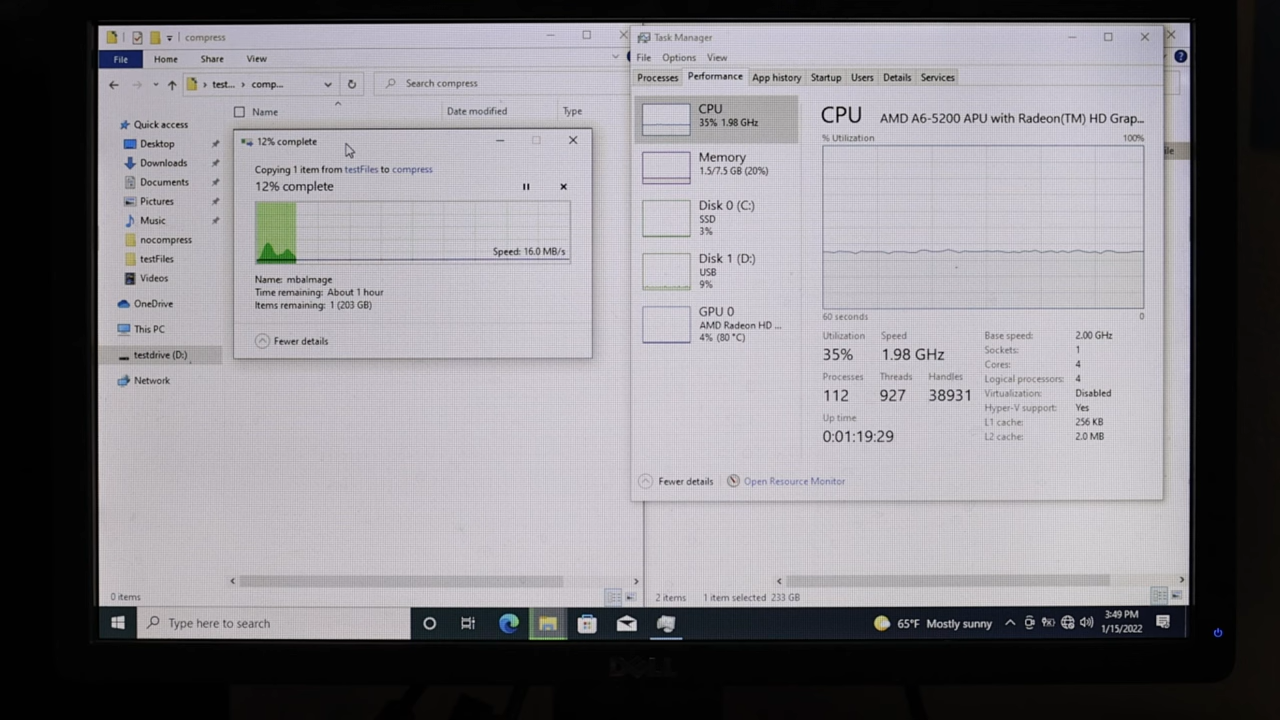 compress
File Home Share View
test... comp... Search compress
Name Date modified Type
Quick access
Desktop
Downloads
Documents
Pictures
Music
nocompress
testFiles
Videos
OneDrive
This PC
testdrive (D:)
Network
0 items
12% complete
Copying 1 item from testFiles to compress
12% complete
Speed: 16.0 MB/s
Name: mbaImage
Time remaining: About 1 hour
Items remaining: 1 (203 GB)
Fewer details
Task Manager
File Options View
Processes Performance App history Startup Users Details Services
CPU
35% 1.98 GHz
Memory
1.5/7.5 GB (20%)
Disk 0 (C:)
SSD
3%
Disk 1 (D:)
USB
9%
GPU 0
AMD Radeon HD ...
4% (80 °C)
CPU AMD A6-5200 APU with Radeon(TM) HD Grap...
% Utilization 100%
60 seconds 0
Utilization Speed
35% 1.98 GHz
Processes Threads Handles
112 927 38931
Up time
0:01:19:29
Base speed: 2.00 GHz
Sockets: 1
Cores: 4
Logical processors: 4
Virtualization: Disabled
Hyper-V support: Yes
L1 cache: 256 KB
L2 cache: 2.0 MB
Fewer details Open Resource Monitor
2 items 1 item selected 233 GB
Type here to search
65°F Mostly sunny
3:49 PM
1/15/2022
DELL